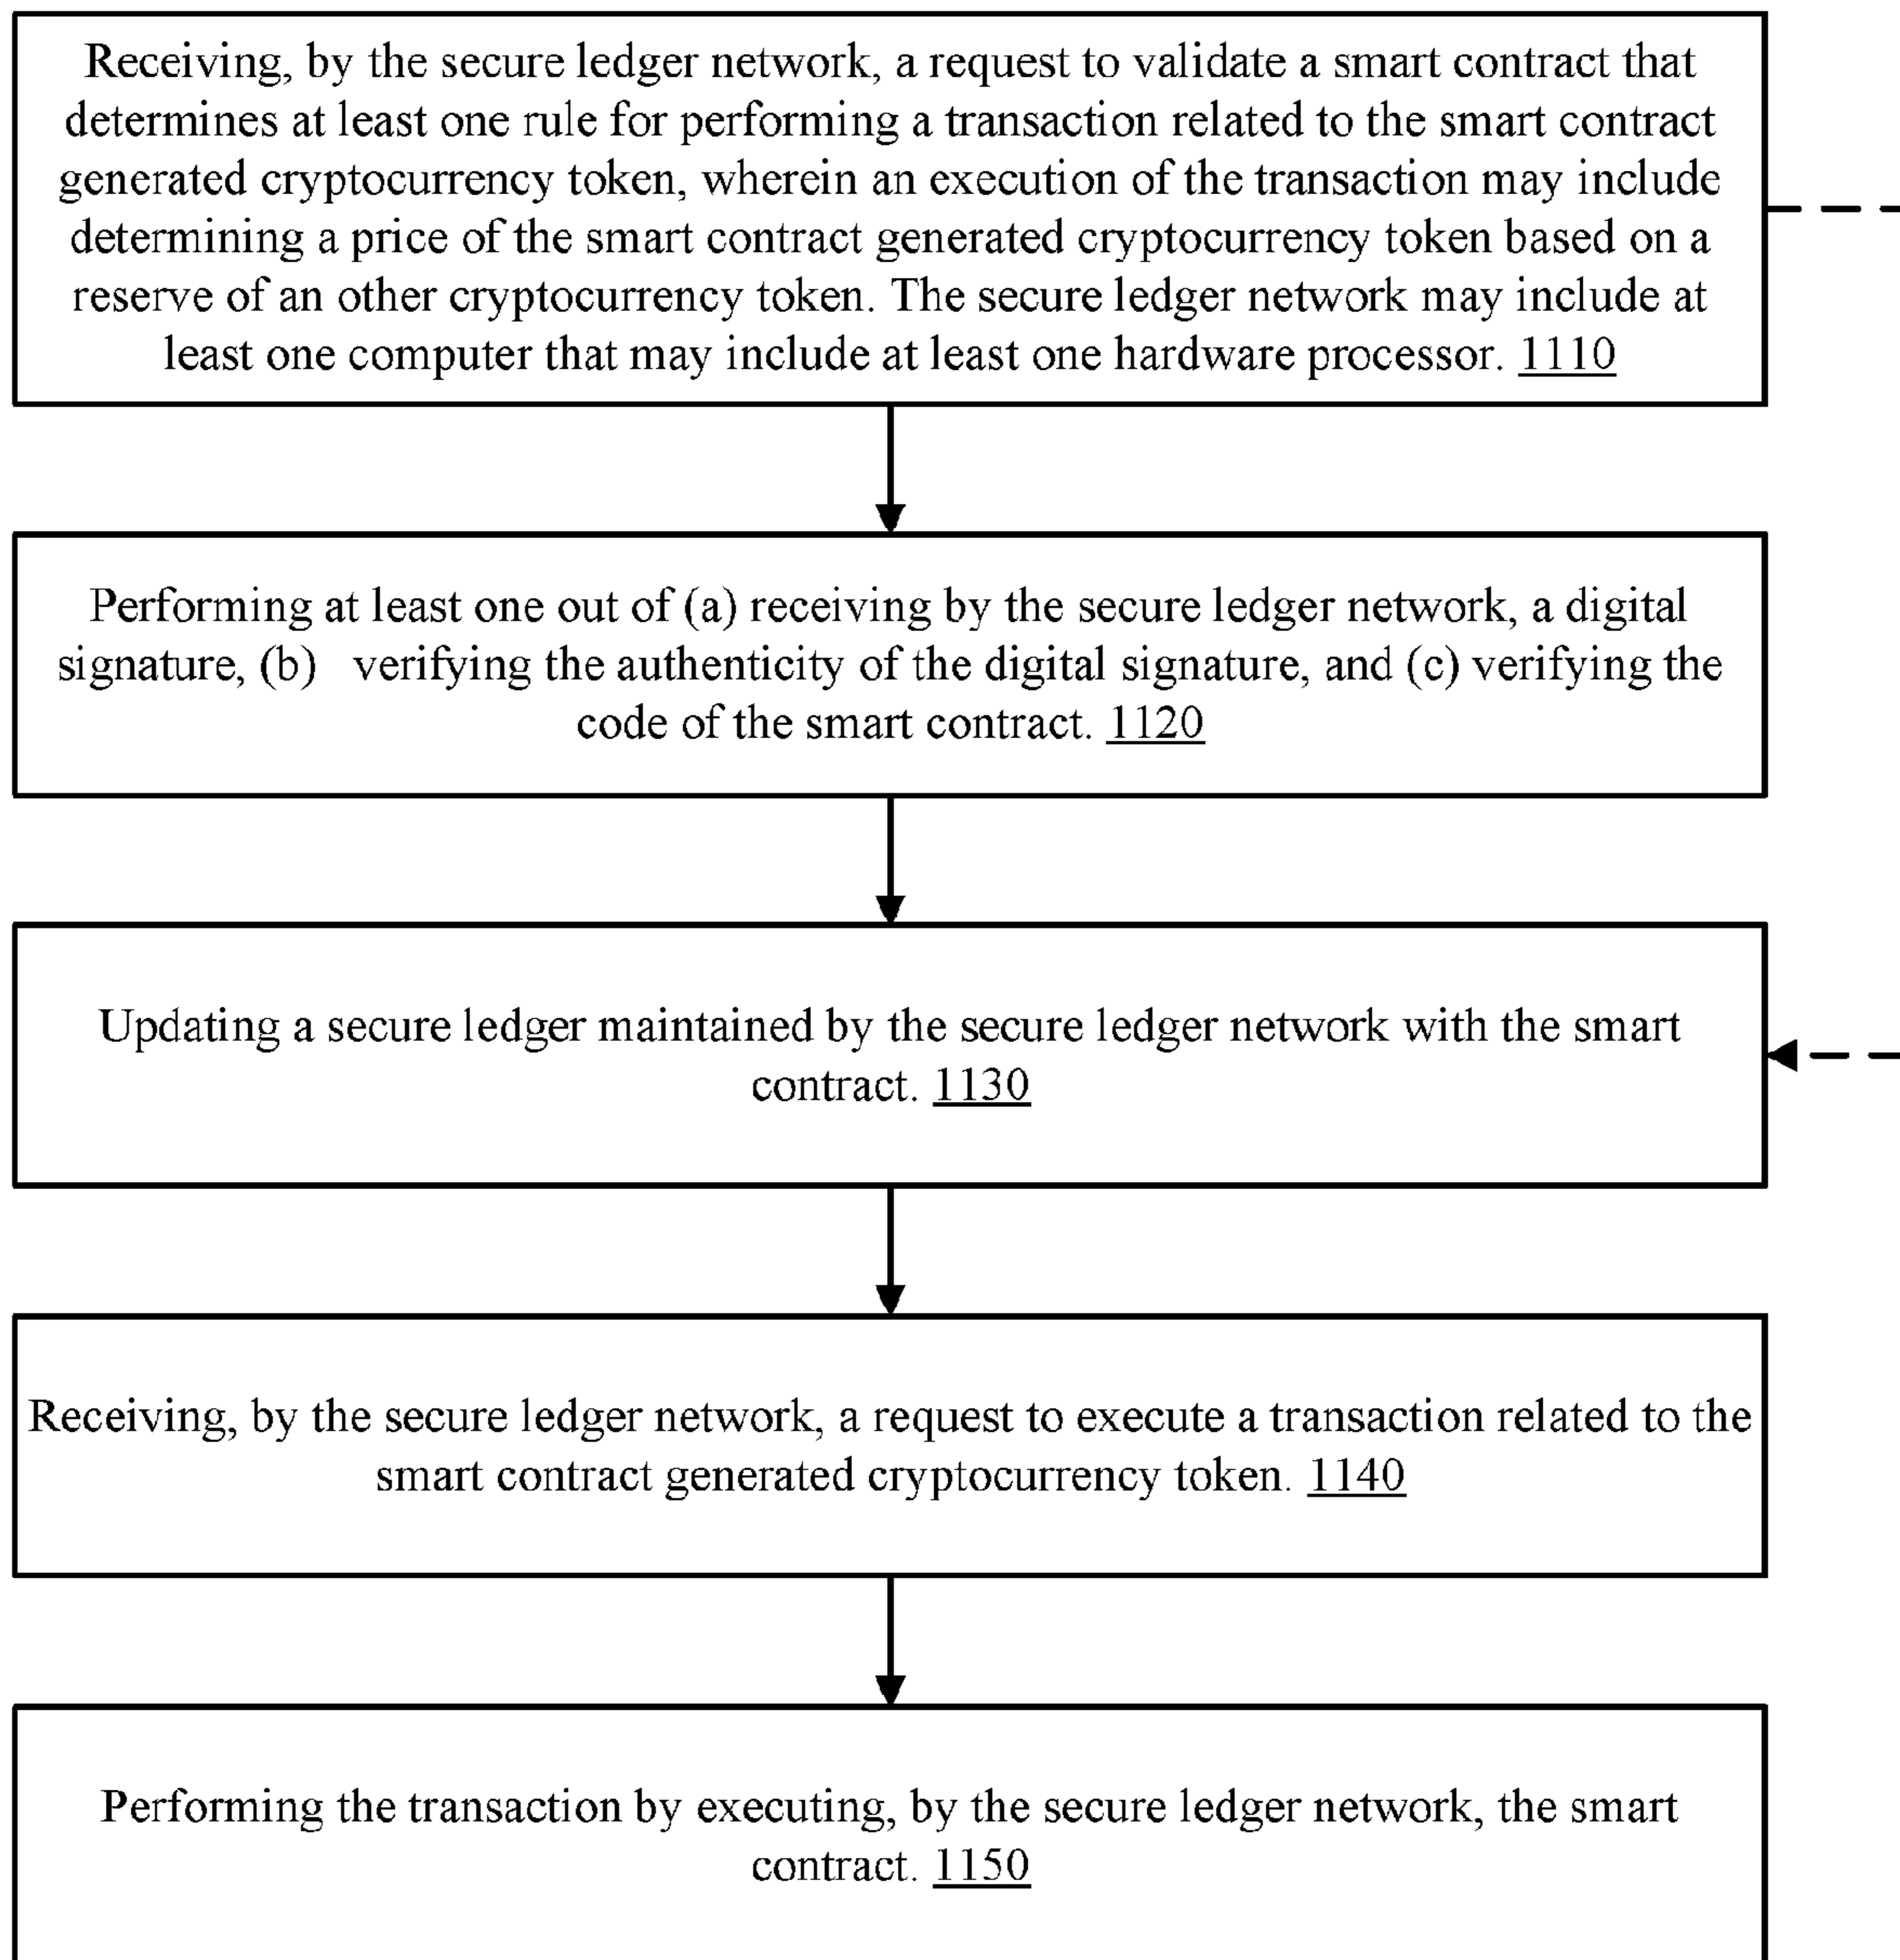 Receiving, by the secure ledger network, a request to validate a smart contract that
determines at least one rule for performing a transaction related to the smart contract
generated cryptocurrency token, wherein an execution of the transaction may include
determining a price of the smart contract generated cryptocurrency token based on a
reserve of an other cryptocurrency token. The secure ledger network may include at
least one computer that may include at least one hardware processor. 1110
Performing at least one out of (a) receiving by the secure ledger network, a digital
signature, (b) verifying the authenticity of the digital signature, and (c) verifying the
code of the smart contract. 1120
Updating a secure ledger maintained by the secure ledger network with the smart
contract. 1130
Receiving, by the secure ledger network, a request to execute a transaction related to the
smart contract generated cryptocurrency token. 1140
Performing the transaction by executing, by the secure ledger network, the smart
contract. 1150